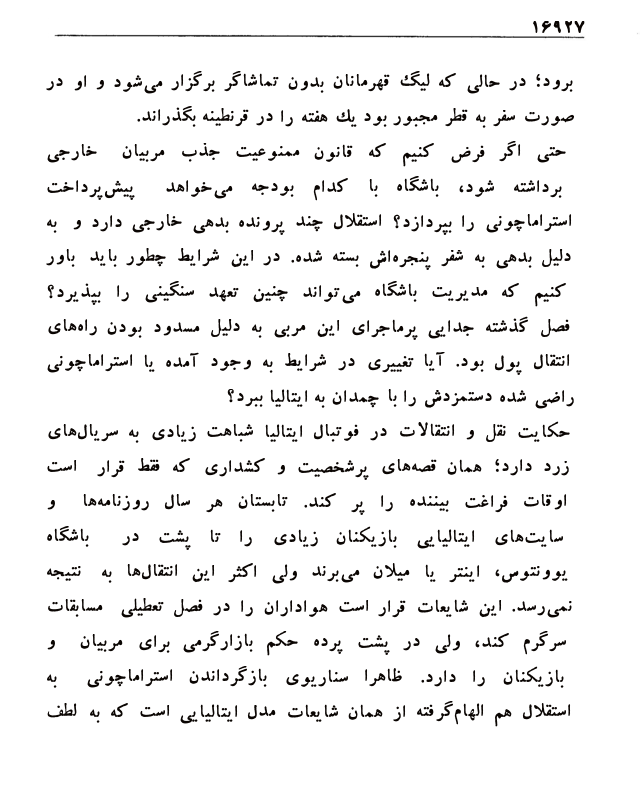 ۱۶۹۲۷
برود؛ در حالی که لیگ قهرمانان بدون تماشاگر برگزار می‌شود و او در
صورت سفر به قطر مجبور بود یك هفته را در قرنطینه بگذراند.
حتی اگر فرض کنیم که قانون ممنوعیت جذب مربیان خارجی
برداشته شود، باشگاه با کدام بودجه می‌خواهد پیش‌پرداخت
استراماچونی را بپردازد؟ استقلال چند پرونده بدهی خارجی دارد و به
دلیل بدهی به شفر پنجره‌اش بسته شده. در این شرایط چطور باید باور
کنیم که مدیریت باشگاه می‌تواند چنین تعهد سنگینی را بپذیرد؟
فصل گذشته جدایی پرماجرای این مربی به دلیل مسدود بودن راه‌های
انتقال پول بود. آیا تغییری در شرایط به وجود آمده یا استراماچونی
راضی شده دستمزدش را با چمدان به ایتالیا ببرد؟
حکایت نقل و انتقالات در فوتبال ایتالیا شباهت زیادی به سریال‌های
زرد دارد؛ همان قصه‌های پرشخصیت و کشداری که فقط قرار است
اوقات فراغت بیننده را پر کند. تابستان هر سال روزنامه‌ها و
سایت‌های ایتالیایی بازیکنان زیادی را تا پشت در باشگاه
یوونتوس، اینتر یا میلان می‌برند ولی اکثر این انتقال‌ها به نتیجه
نمی‌رسد. این شایعات قرار است هواداران را در فصل تعطیلی مسابقات
سرگرم کند، ولی در پشت پرده حکم بازارگرمی برای مربیان و
بازیکنان را دارد. ظاهرا سناریوی بازگرداندن استراماچونی به
استقلال هم الهام‌گرفته از همان شایعات مدل ایتالیایی است که به لطف